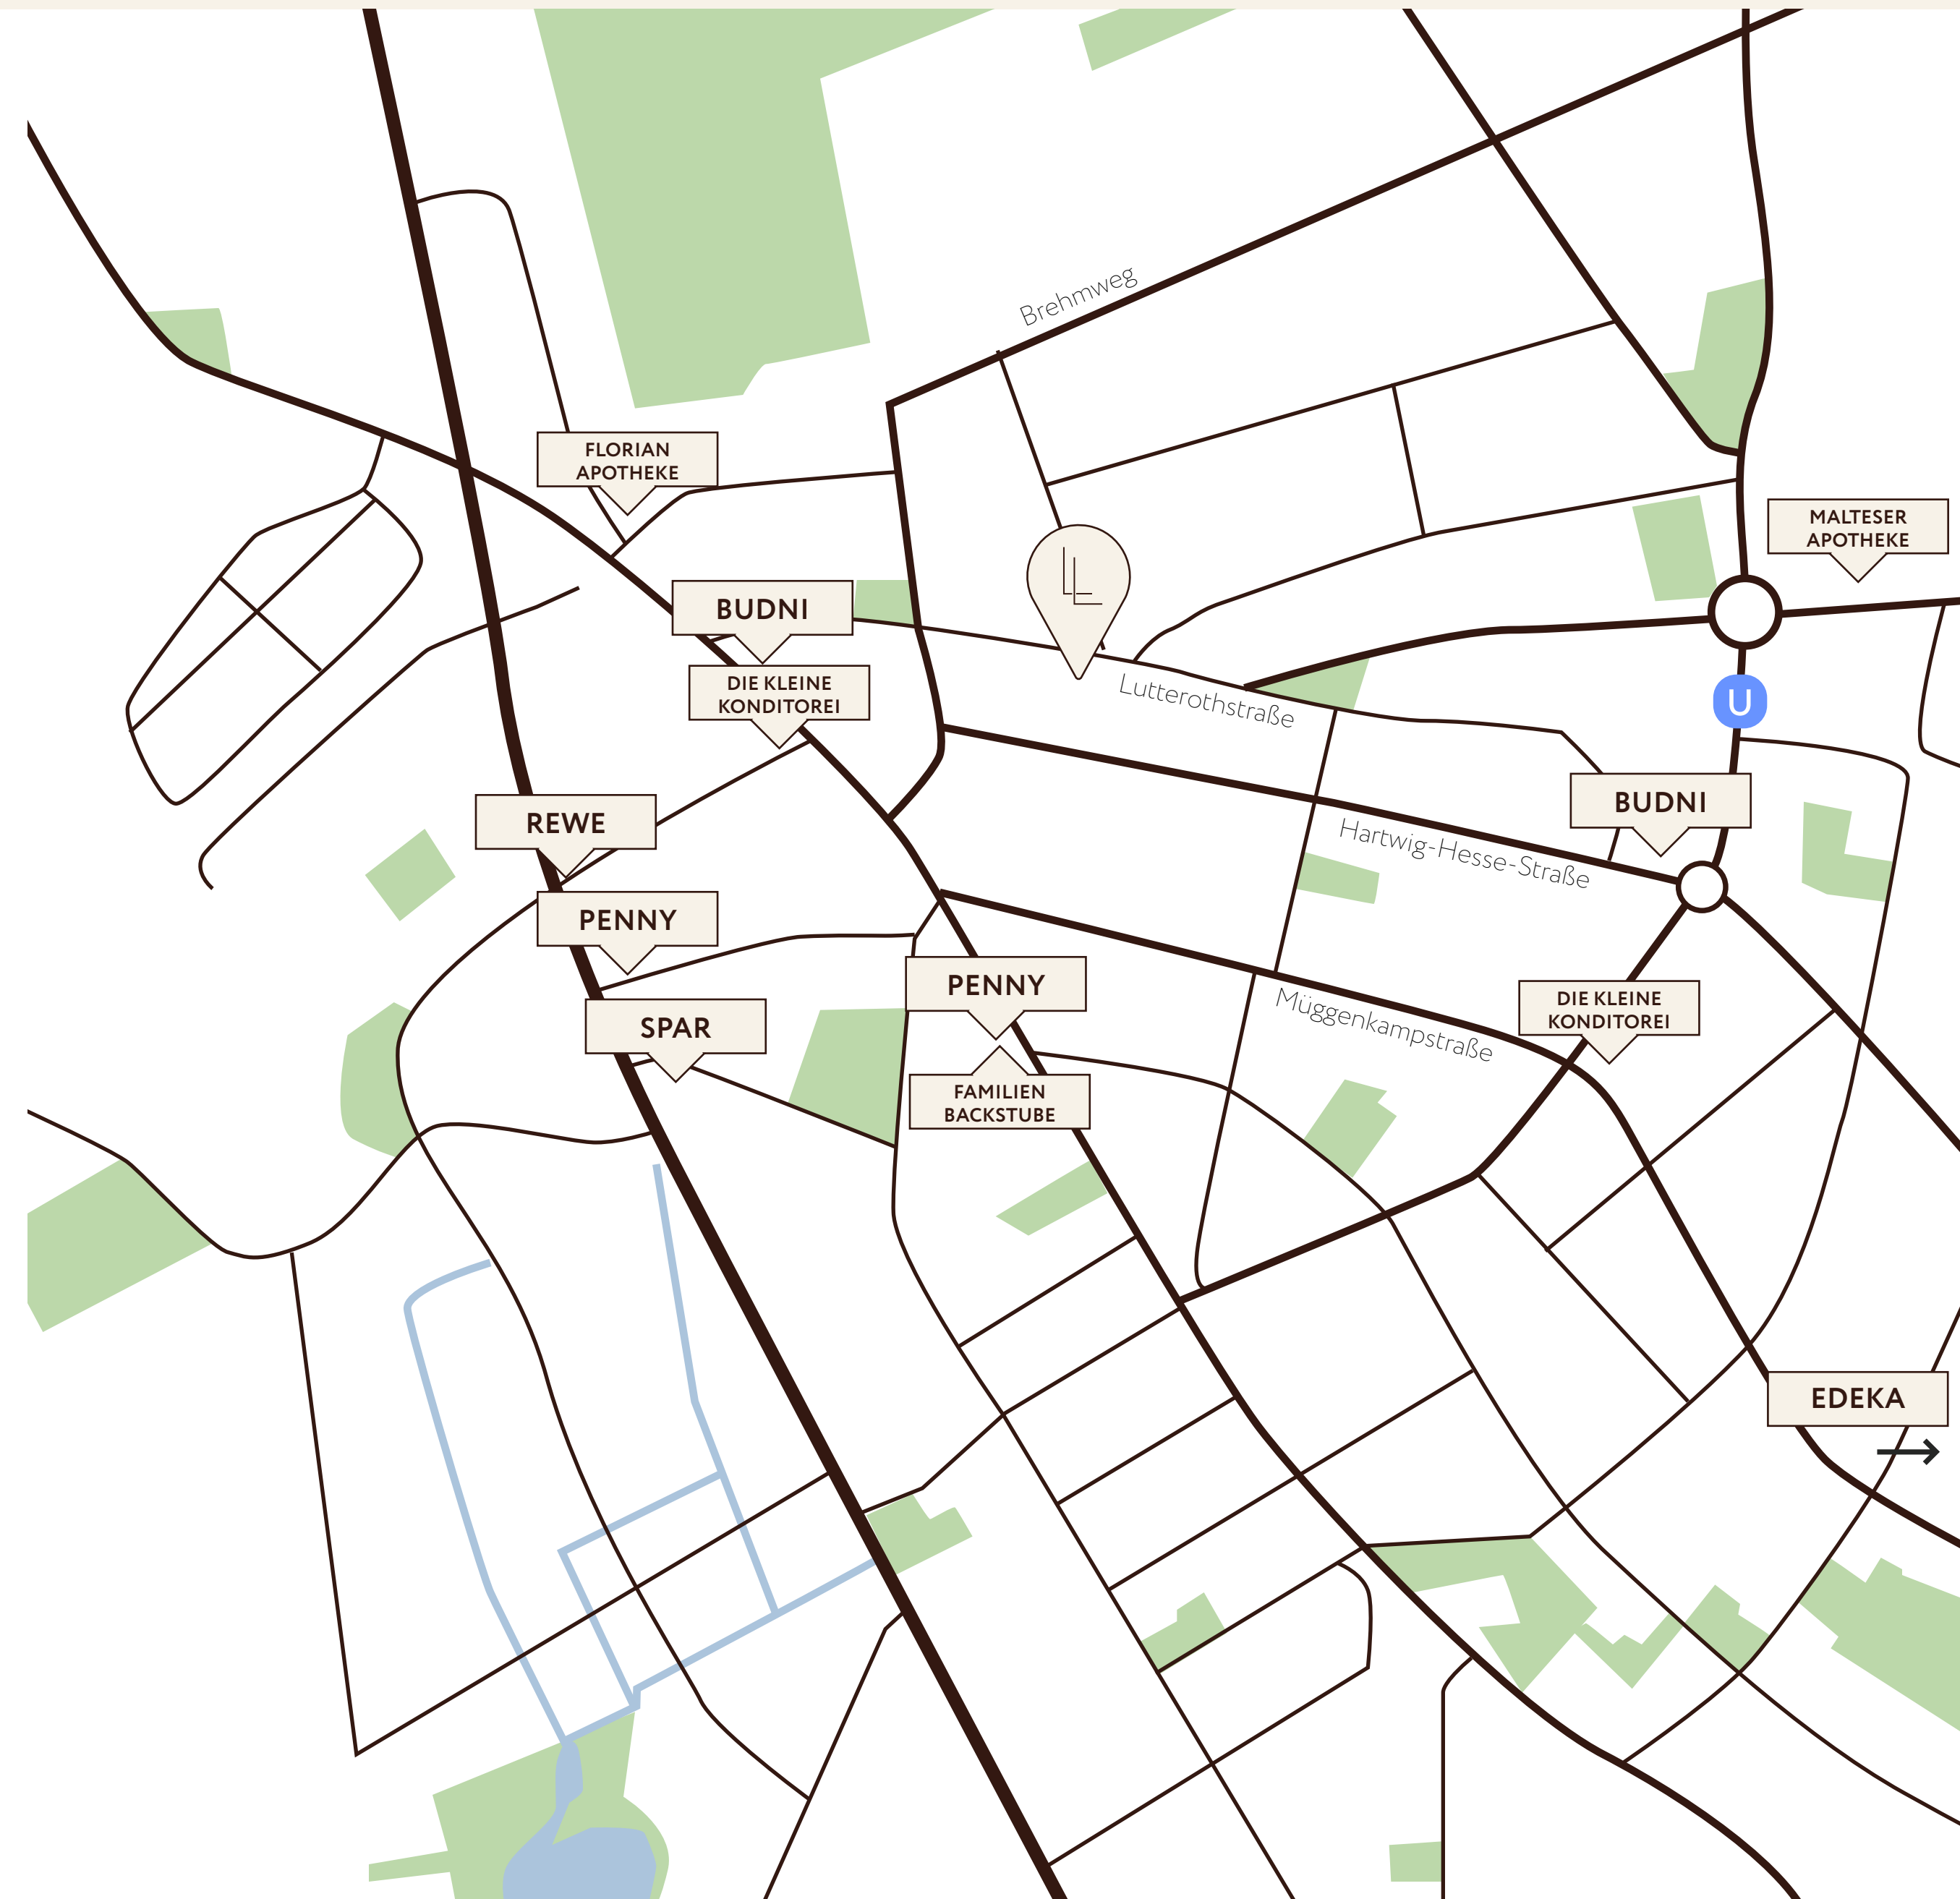 Brehmweg
FLORIAN
APOTHEKE
MALTESER
APOTHEKE
BUDNI
LL
DIE KLEINE
KONDITOREI
Lutterothstraße
U
BUDNI
REWE
Hartwig-Hesse-Straße
PENNY
PENNY
DIE KLEINE
KONDITOREI
SPAR
Müggenkampstraße
FAMILIEN
BACKSTUBE
EDEKA